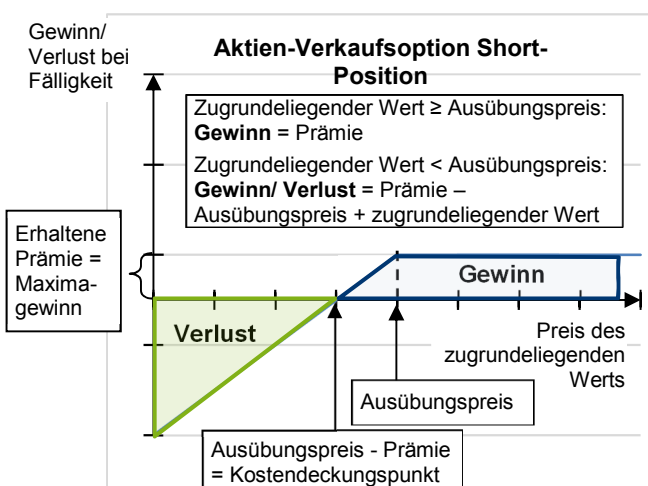 Gewinn/
Verlust bei
Fälligkeit
Aktien-Verkaufsoption Short-
Position
Zugrundeliegender Wert ≥ Ausübungspreis:
Gewinn = Prämie
Zugrundeliegender Wert < Ausübungspreis:
Gewinn/ Verlust = Prämie –
Ausübungspreis + zugrundeliegender Wert
Erhaltene
Prämie =
Maxima-
gewinn
Gewinn
Verlust
Preis des
zugrundeliegenden
Werts
Ausübungspreis
Ausübungspreis - Prämie
= Kostendeckungspunkt